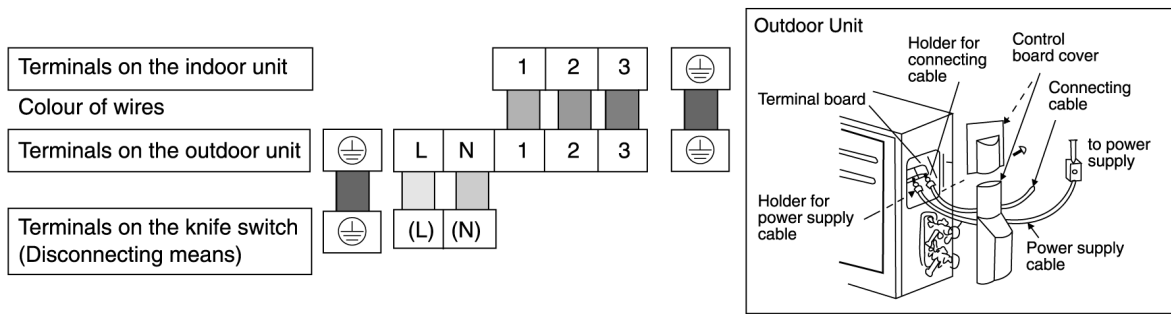 Terminals on the indoor unit
1 2 3
Colour of wires
Terminals on the outdoor unit
L N 1 2 3
Terminals on the knife switch
(Disconnecting means)
(L) (N)
Outdoor Unit
Holder for
connecting
cable
Control
board cover
Terminal board
Connecting
cable
to power
supply
Holder for
power supply
cable
Power supply
cable